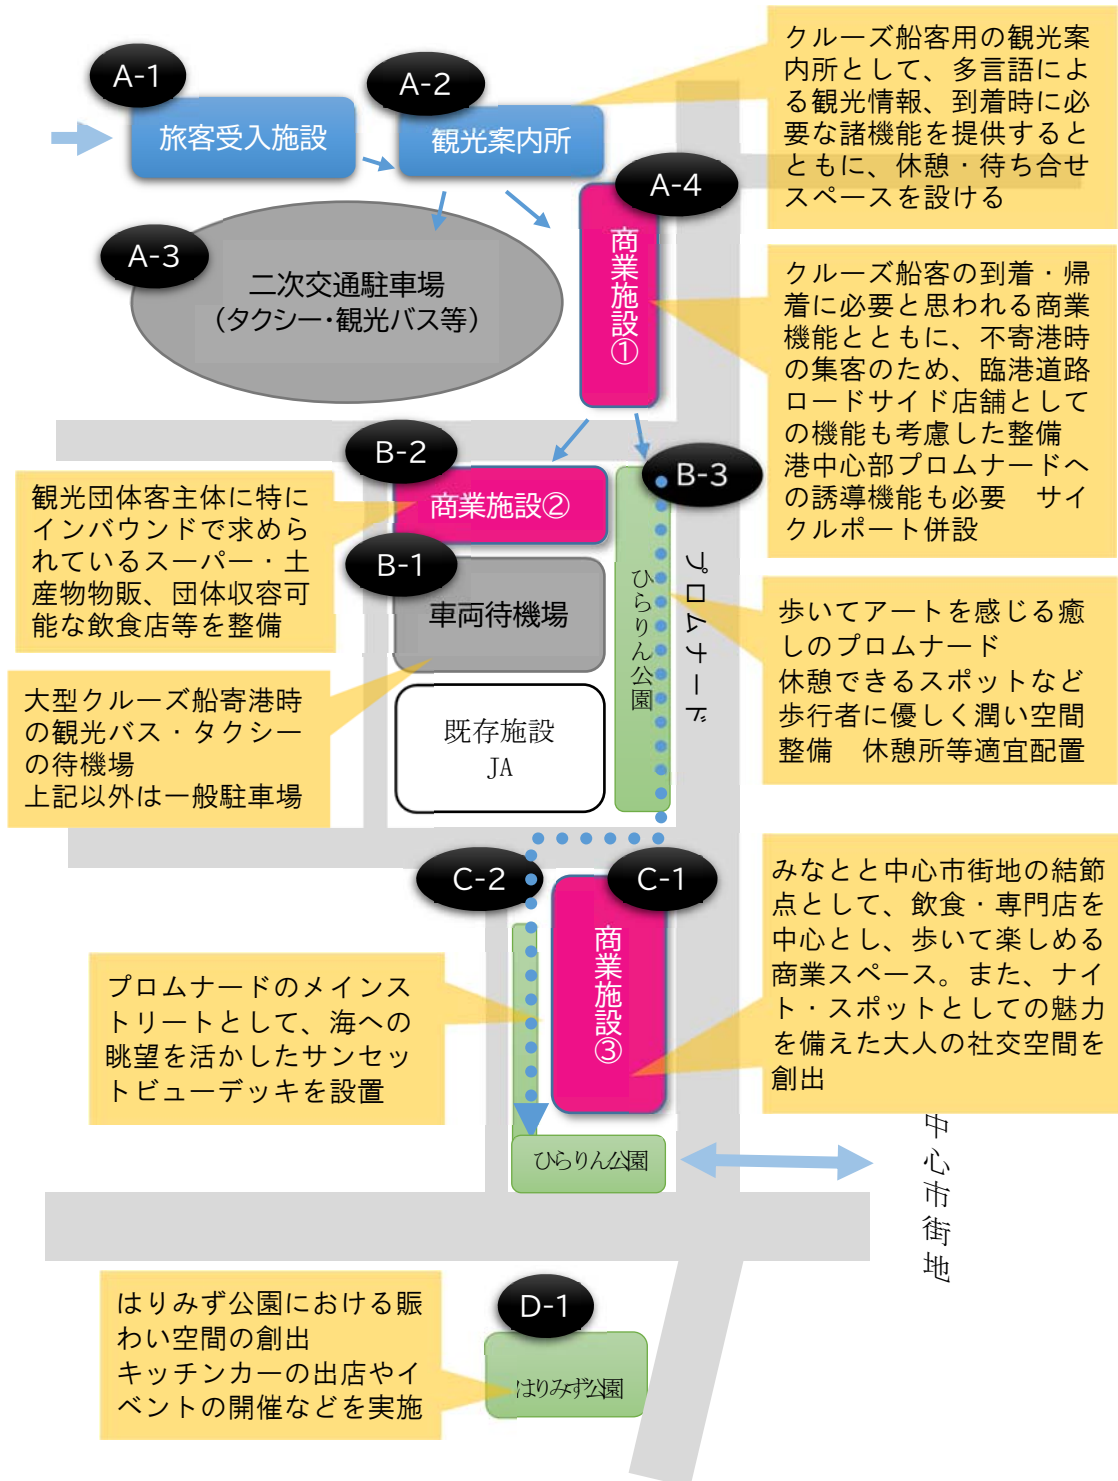 A-1
旅客受入施設
A-2
観光案内所
クルーズ船客用の観光案
内所として、多言語によ
る観光情報、到着時に必
要な諸機能を提供すると
ともに、休憩・待ち合せ
スペースを設ける
A-3
二次交通駐車場
(タクシー・観光バス等)
A-4
商業施設①
クルーズ船客の到着・帰
着に必要と思われる商業
機能とともに、不寄港時
の集客のため、臨港道路
ロードサイド店舗として
の機能も考慮した整備
港中心部プロムナードへ
の誘導機能も必要　サイ
クルポート併設
B-2
商業施設②
観光団体客主体に特に
インバウンドで求めら
れているスーパー・土
産物物販、団体収容可
能な飲食店等を整備
B-1
車両待機場
大型クルーズ船寄港時
の観光バス・タクシー
の待機場
上記以外は一般駐車場
既存施設
JA
B-3
ひらりん公園
プロムナード
歩いてアートを感じる癒
しのプロムナード
休憩できるスポットなど
歩行者に優しく潤い空間
整備　休憩所等適宜配置
C-2
プロムナードのメインス
トリートとして、海への
眺望を活かしたサンセッ
トビューデッキを設置
C-1
商業施設③
みなとと中心市街地の結節
点として、飲食・専門店を
中心とし、歩いて楽しめる
商業スペース。また、ナイ
ト・スポットとしての魅力
を備えた大人の社交空間を
創出
ひらりん公園
中心市街地
D-1
はりみず公園
はりみず公園における賑
わい空間の創出
キッチンカーの出店やイ
ベントの開催などを実施